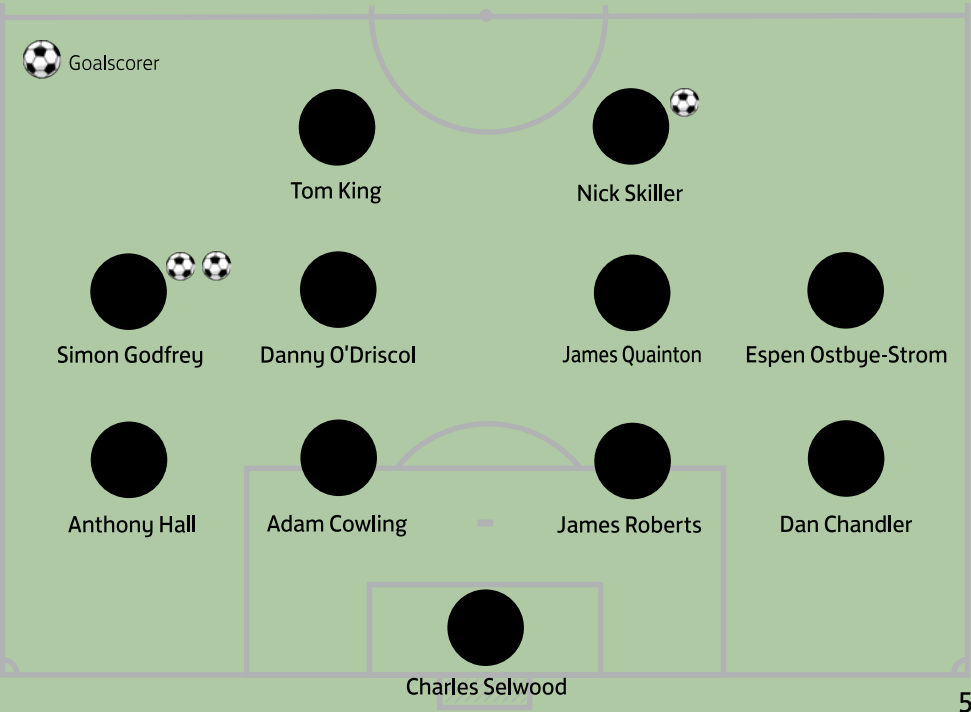 Goalscorer
Tom King
Nick Skiller
Simon Godfrey
Danny O'Driscol
James Quainton
Espen Ostbye-Strom
Anthony Hall
Adam Cowling
James Roberts
Dan Chandler
Charles Selwood
5